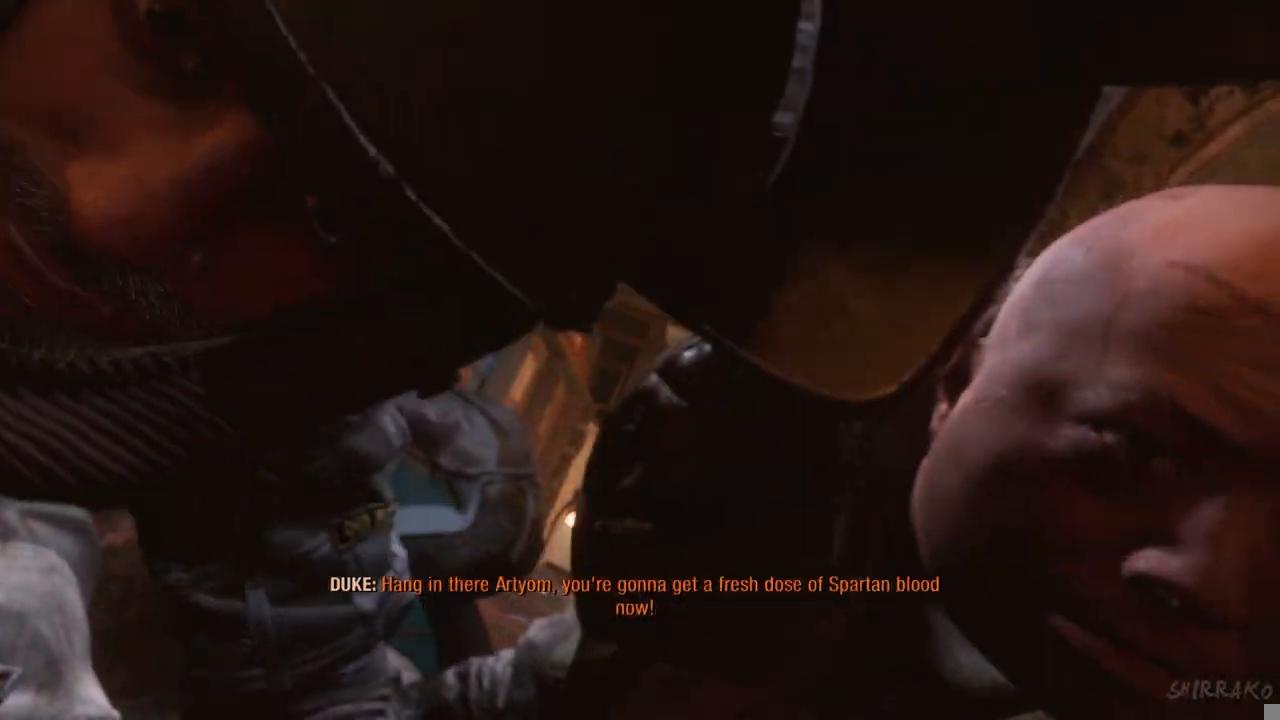 DUKE: Hang in there Artyom, you're gonna get a fresh dose of Spartan blood
now!
SHIRRAKO